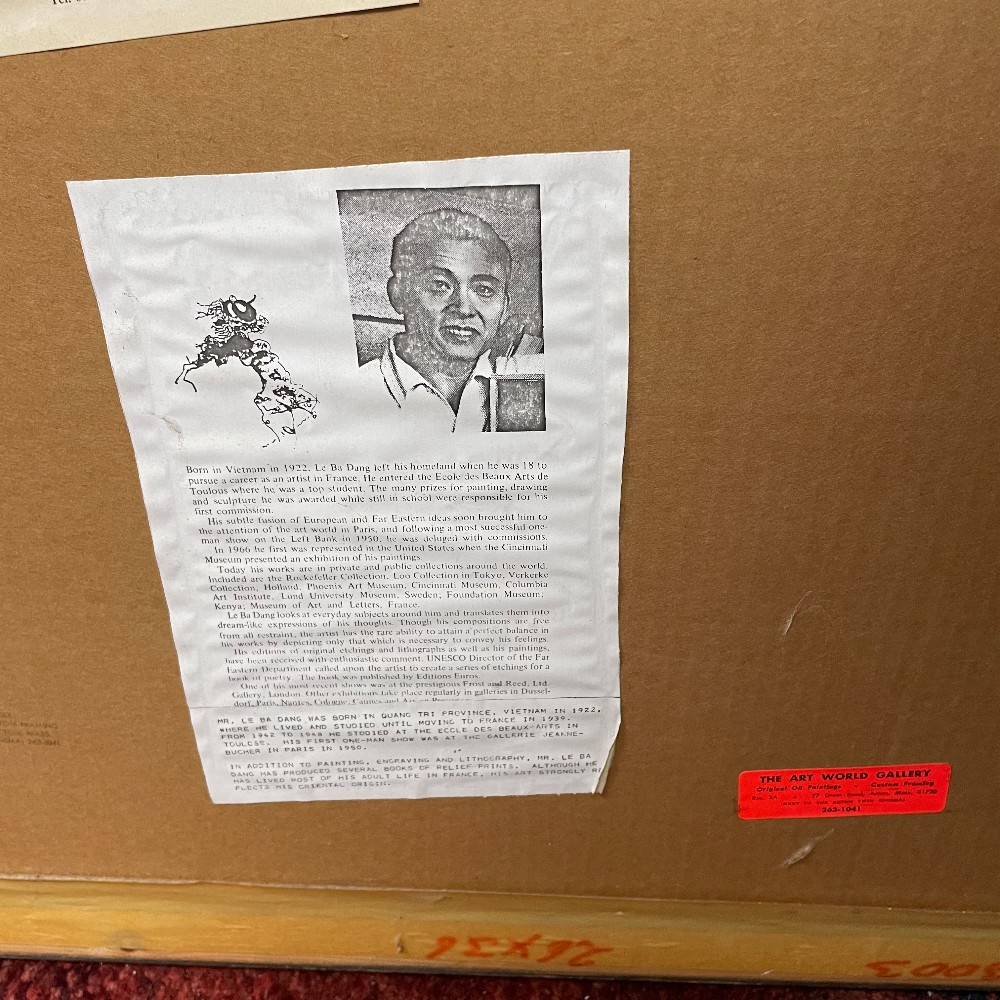 Born in Vietnam in 1922, Le Ba Dang left his homeland when he was 18 to
pursue a career as an artist in France. He entered the Ecole des Beaux Arts de
Toulous where he was a top student. The many prizes for painting, drawing
and sculpture he was awarded while still in school were responsible for his
first commission.
His subtle fusion of European and Far Eastern ideas soon brought him to
the attention of the art world in Paris, and following a most successful one-
man show on the Left Bank in 1950, he was deluged with commissions.
In 1966 he first was represented in the United States when the Cincinnati
Museum presented an exhibition of his paintings.
Today his works are in private and public collections around the world.
Included are the Rockefeller Collection, Loo Collection in Tokyo, Verkerke
Collection, Holland, Phoenix Art Museum, Cincinnati Museum, Columbia
Art Institute, Lund University Museum, Sweden; Foundation Museum;
Kenya; Museum of Art and Letters, France.
Le Ba Dang looks at everyday subjects around him and translates them into
dream-like expressions of his thoughts. Though his compositions are free
from all restraint, the artist has the rare ability to attain a perfect balance in
his works by depicting only that which is necessary to convey his feelings.
His editions of original etchings and lithographs as well as his paintings,
have been received with enthusiastic comment. UNESCO Director of the Far
Eastern Department called upon the artist to create a series of etchings for a
book of poetry. The book was published by Editions Euros.
One of his most recent shows was at the prestigious Frost and Reed, Ltd.
Gallery, London. Other exhibitions take place regularly in galleries in Dussel-
dorf, Paris, Nantes, Cologne, Cannes and
MR. LE BA DANG WAS BORN IN QUANG TRI PROVINCE, VIETNAM IN 1922,
WHERE HE LIVED AND STUDIED UNTIL MOVING TO FRANCE IN 1939.
FROM 1942 TO 1948 HE STUDIED AT THE ECOLE DES BEAUX-ARTS IN
TOULOSE. HIS FIRST ONE-MAN SHOW WAS AT THE GALLERIE JEAKNE-
BUCHER IN PARIS IN 1950.
IN ADDITION TO PAINTING, ENGRAVING AND LITHOGRAPHY, MR. LE BA
DANG HAS PRODUCED SEVERAL BOOKS OF RELIEF PRINTS. ALTHOUGH HE
HAS LIVED MOST OF HIS ADULT LIFE IN FRANCE, HIS ART STRONGLY R
FLECTS HIS ORIENTAL ORIGIN.
THE ART WORLD GALLERY
Original Oil Paintings - Custom Framing
Acton, Mass. 01720
263-1041
26X36
3003